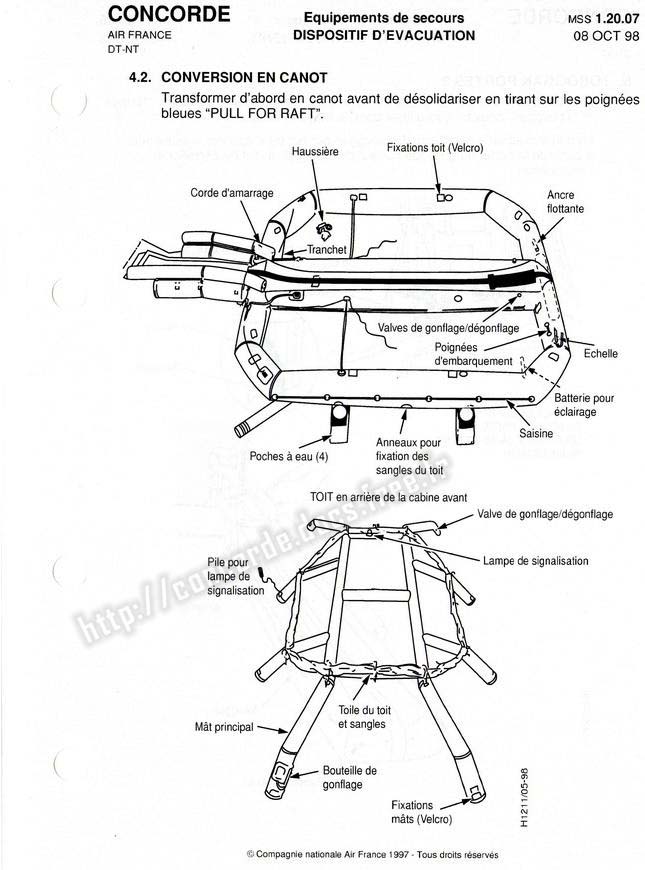 CONCORDE
AIR FRANCE
DT-NT
Equipements de secours
DISPOSITIF D'EVACUATION
MSS 1.20.07
08 OCT 98
4.2. CONVERSION EN CANOT
Transformer d'abord en canot avant de désolidariser en tirant sur les poignées
bleues "PULL FOR RAFT".
Haussière
Fixations toit (Velcro)
Corde d'amarrage
Ancre
flottante
Tranchet
Valves de gonflage/dégonflage
Poignées
d'embarquement
Echelle
Batterie pour
éclairage
Saisine
Poches à eau (4)
Anneaux pour
fixation des
sangles du toit
TOIT en arrière de la cabine avant
Valve de gonflage/dégonflage
Lampe de signalisation
Pile pour
lampe de
signalisation
Toile du toit
et sangles
Mât principal
Bouteille de
gonflage
Fixations
mâts (Velcro)
H1211/05-98
© Compagnie nationale Air France 1997 - Tous droits réservés
http://concorde.docs.free.fr